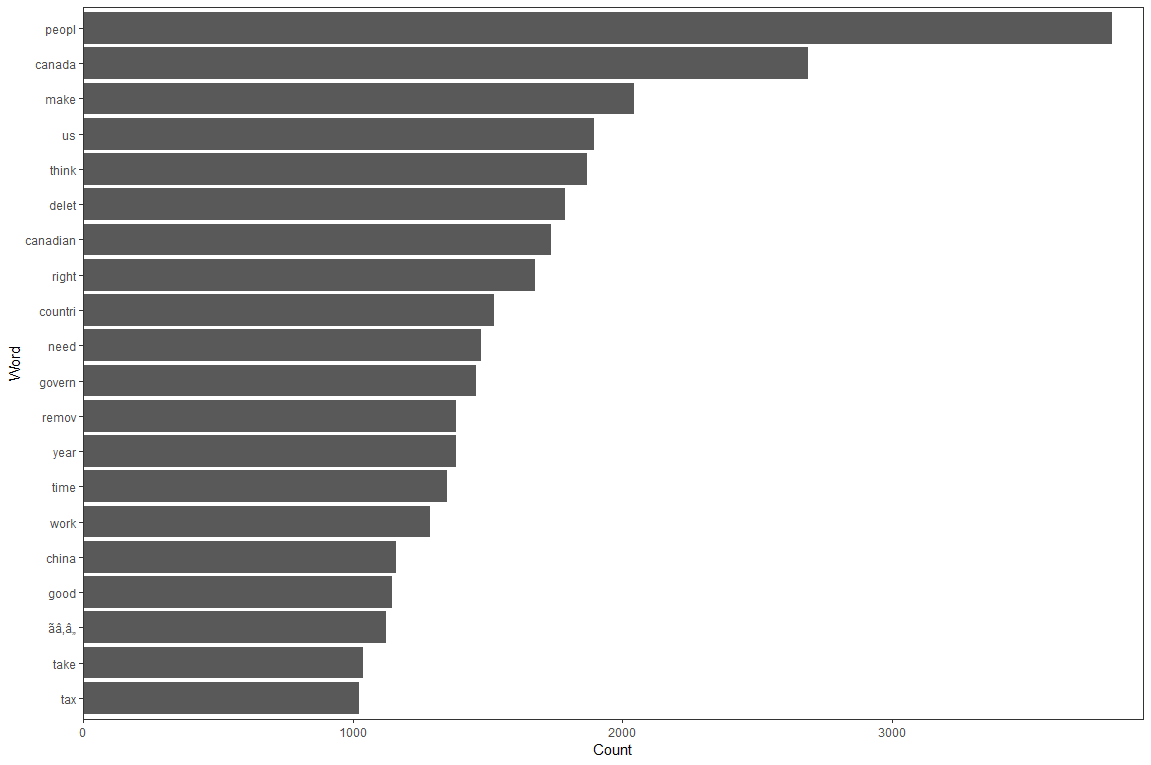 peopl
canada
make
us
think
delet
canadian
right
countri
need
govern
remov
year
time
work
china
good
ãâ‚â„
take
tax
Word
0 1000 2000 3000
Count